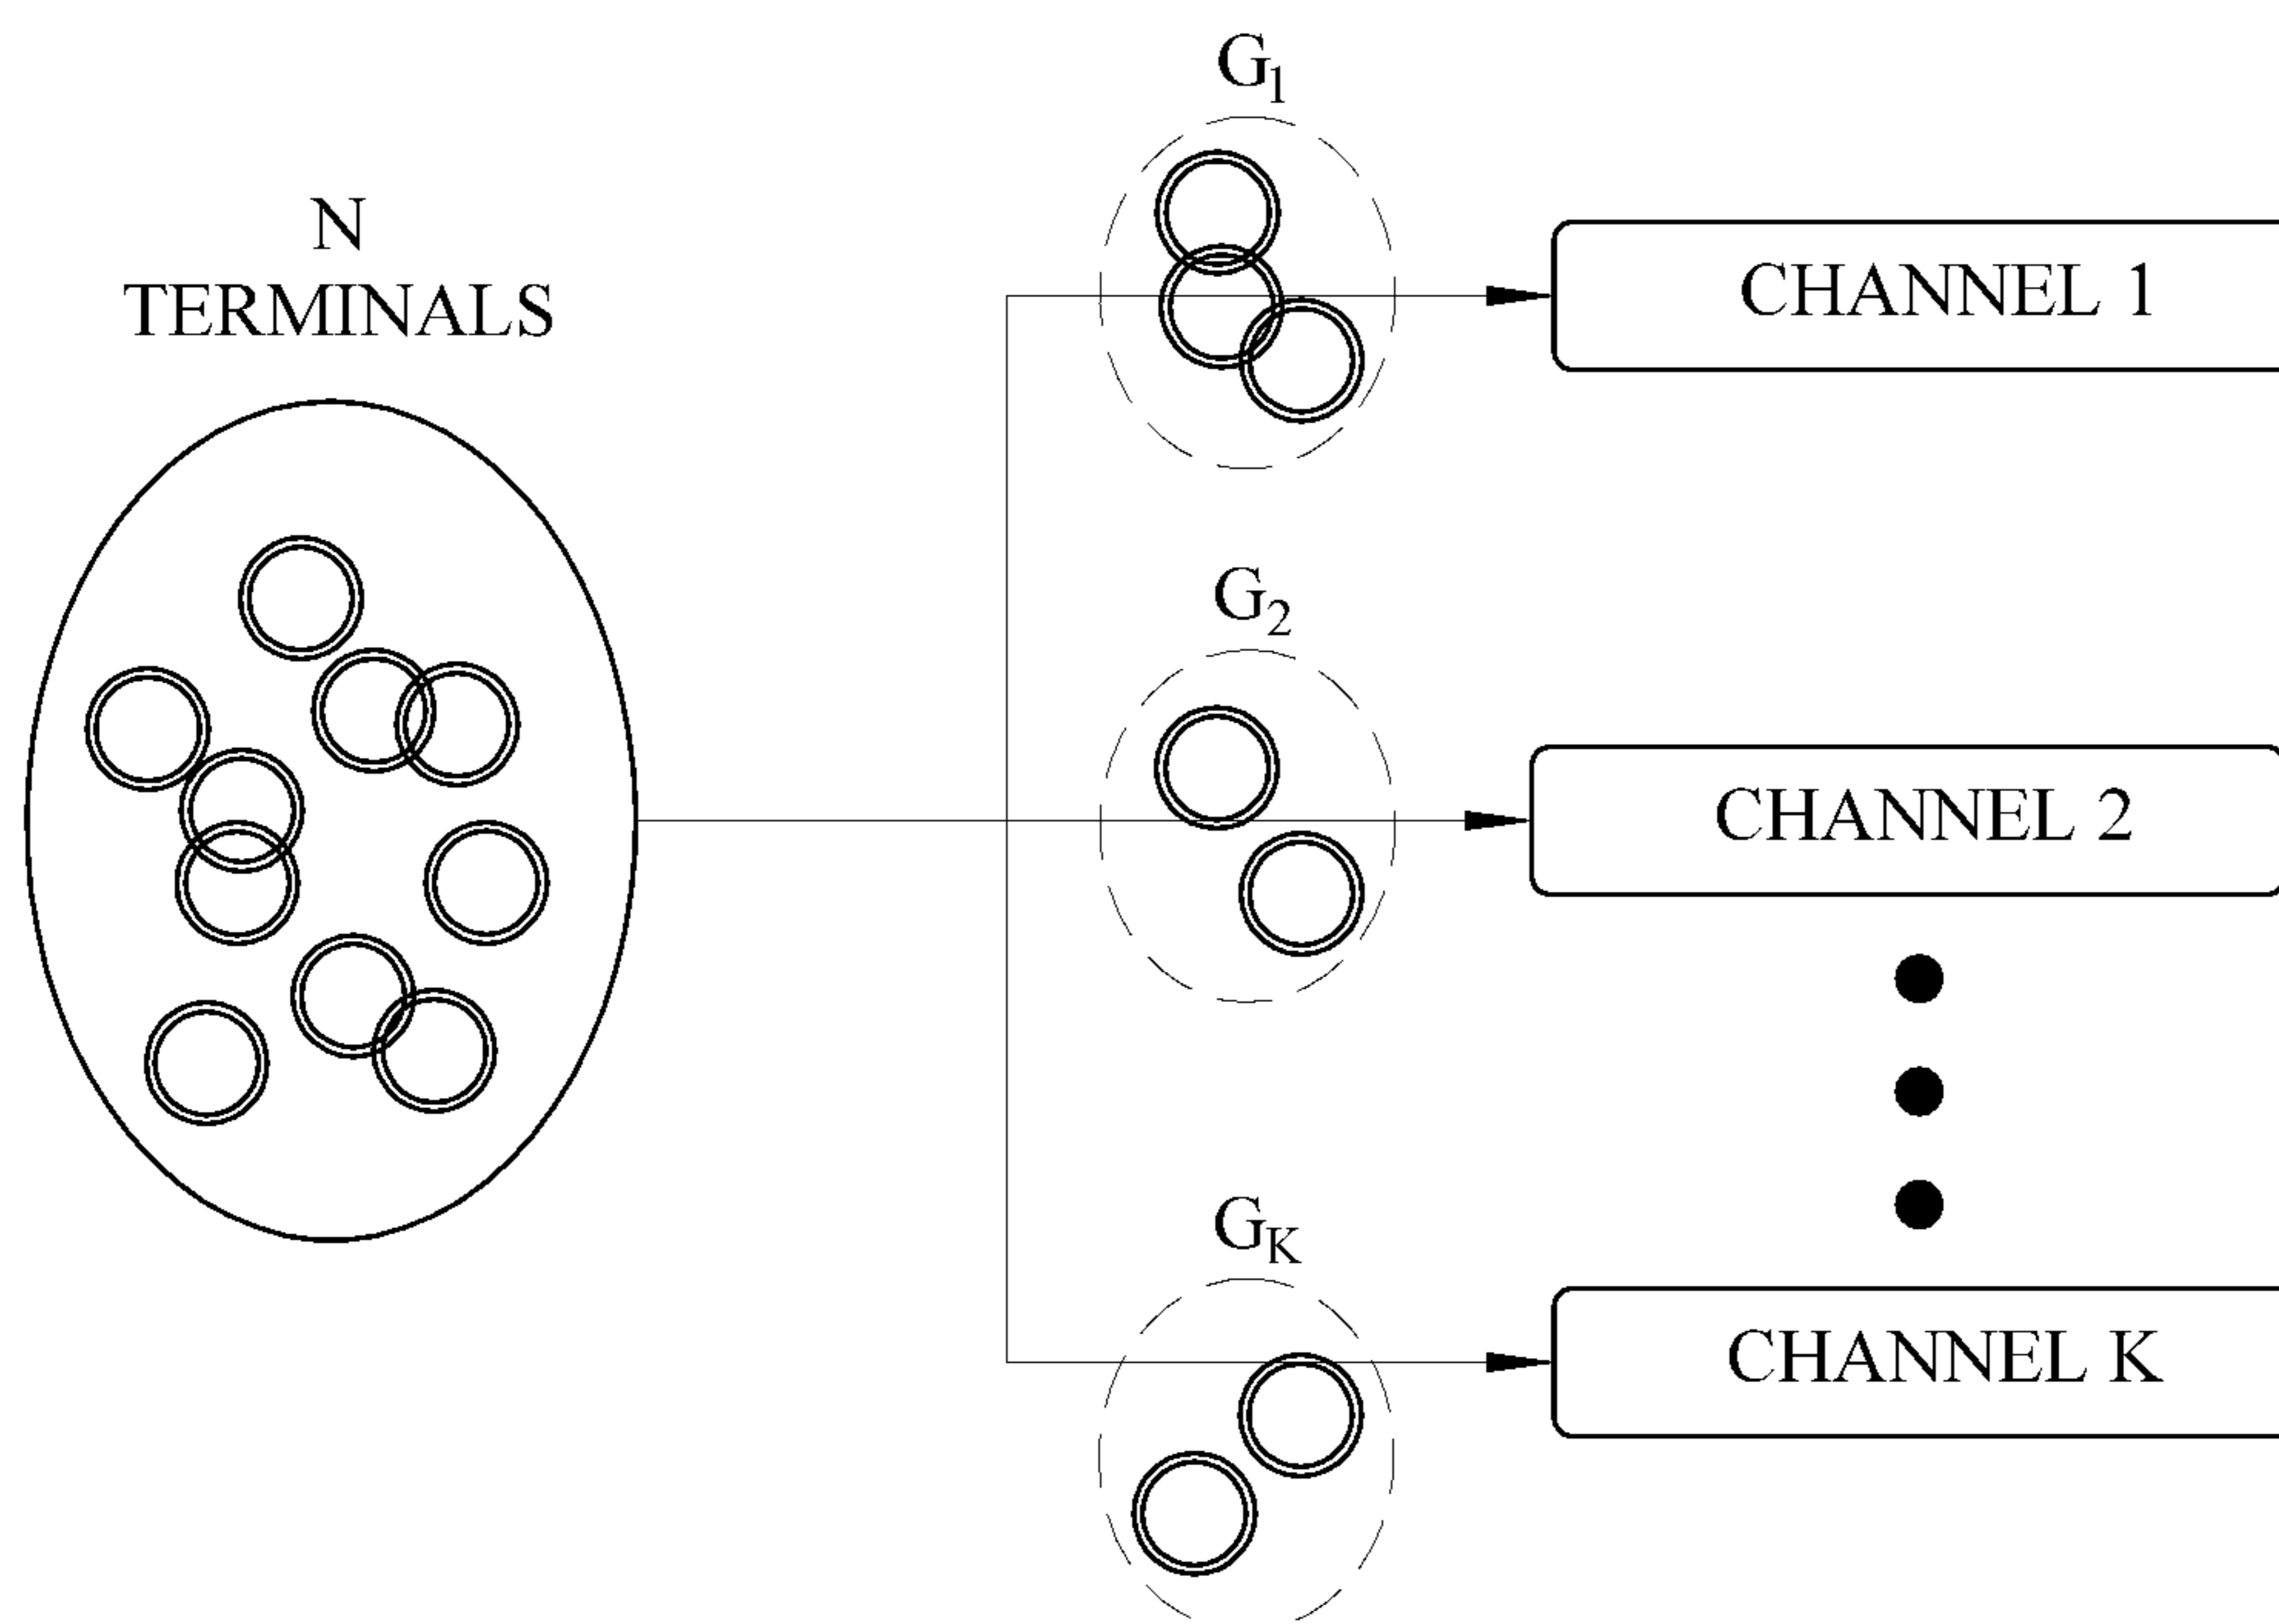 N
TERMINALS
G1
CHANNEL 1
G2
CHANNEL 2
GK
CHANNEL K